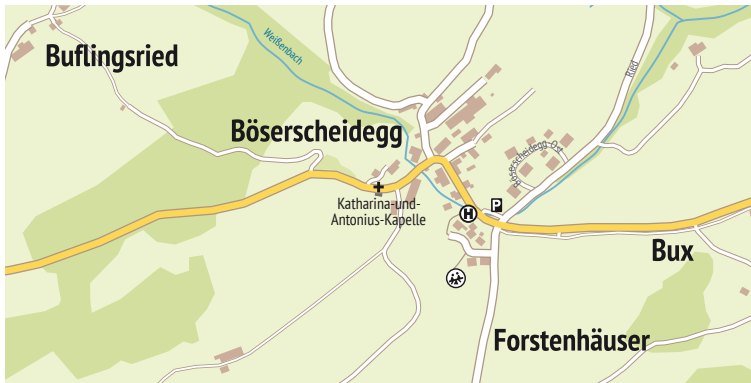 Weißenbach
Buflingsried
Ried
Böserscheidegg
Böserscheidegg Ost
Katharina-und-
Antonius-Kapelle
P
H
Bux
Forstenhäuser